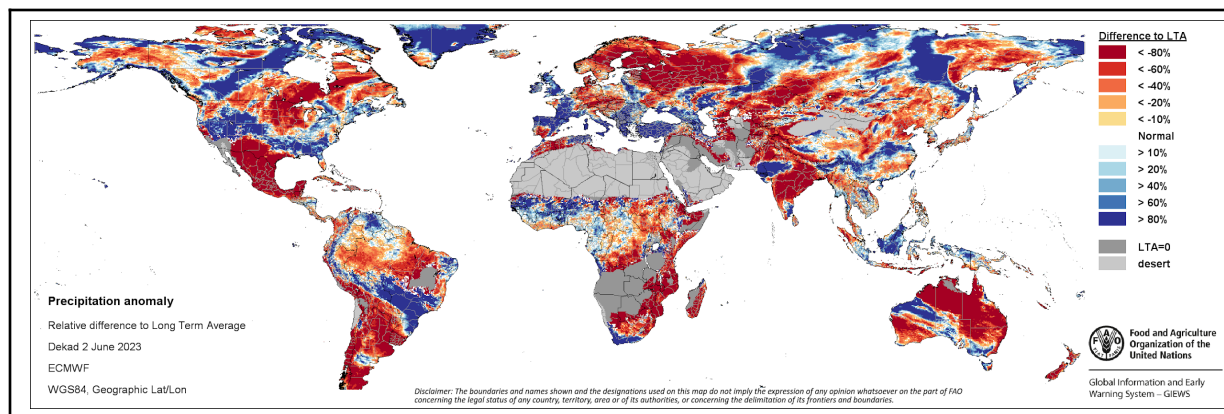 Difference to LTA
< -80%
< -60%
< -40%
< -20%
< -10%
Normal
> 10%
> 20%
> 40%
> 60%
> 80%
LTA=0
desert
Precipitation anomaly
Relative difference to Long Term Average
Dekad 2 June 2023
ECMWF
WGS84, Geographic Lat/Lon
Disclaimer: The boundaries and names shown and the designations used on this map do not imply the expression of any opinion whatsoever on the part of FAO
concerning the legal status of any country, territory, area or of its authorities, or concerning the delimitation of its frontiers and boundaries.
FAO
FIAT PANIS
Food and Agriculture
Organization of the
United Nations
Global Information and Early
Warning System – GIEWS